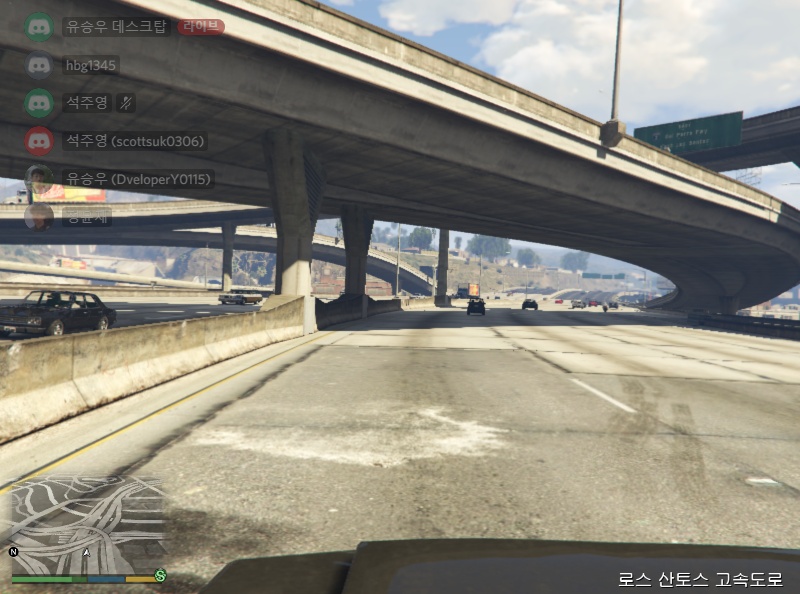 유승우 데스크탑 라이브
hbg1345
석주영
석주영 (scottsuk0306)
유승우 (DveloperY0115)
N
로스 산토스 고속도로